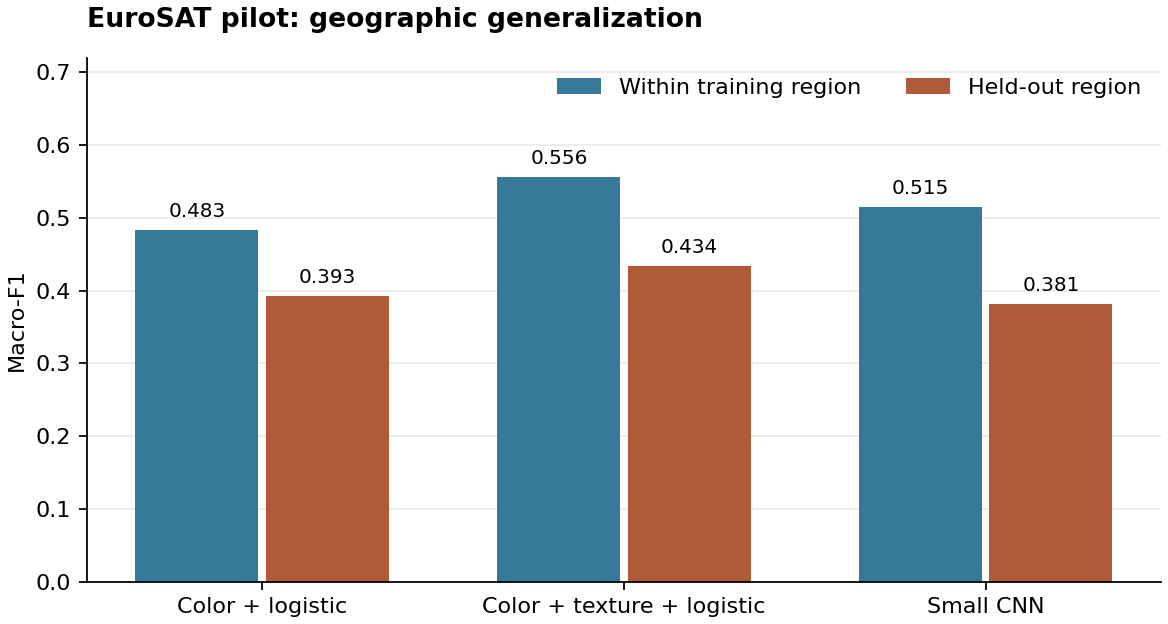 EuroSAT pilot: geographic generalization
Within training region
Held-out region
Macro-F1
0.7
0.6
0.5
0.4
0.3
0.2
0.1
0.0
0.483
0.393
0.556
0.434
0.515
0.381
Color + logistic
Color + texture + logistic
Small CNN